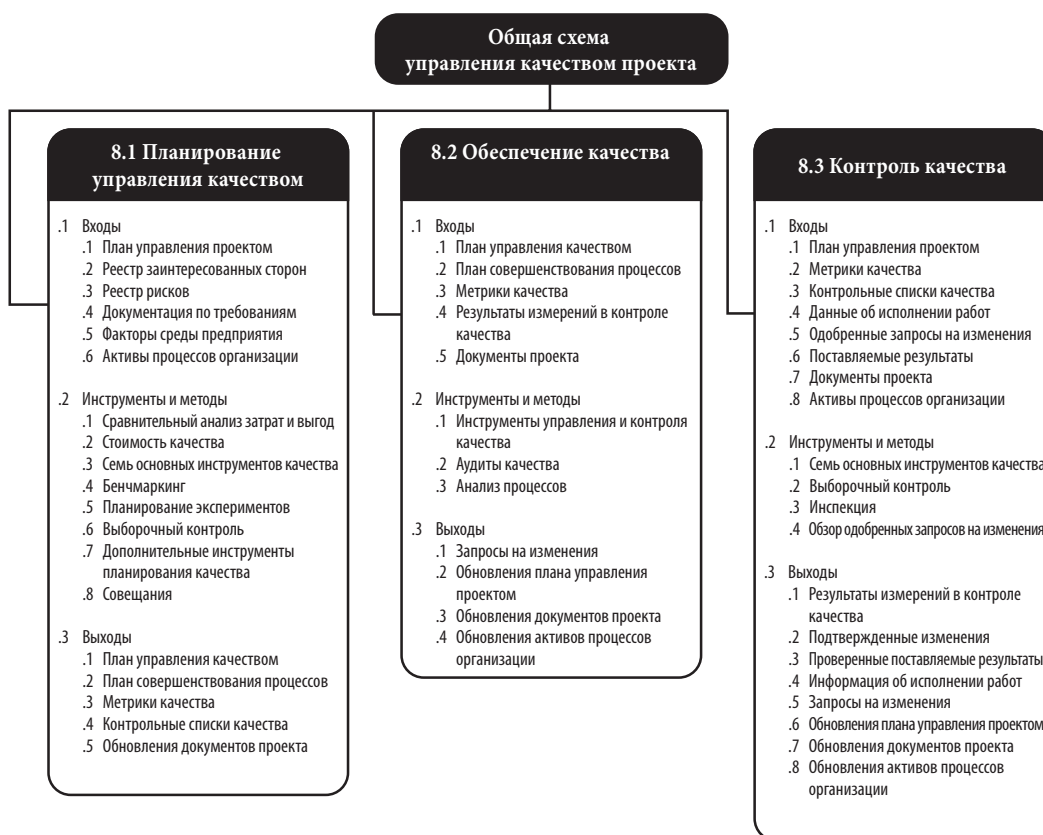 Общая схема
управления качеством проекта
8.1 Планирование
управления качеством
.1 Входы
.1 План управления проектом
.2 Реестр заинтересованных сторон
.3 Реестр рисков
.4 Документация по требованиям
.5 Факторы среды предприятия
.6 Активы процессов организации
.2 Инструменты и методы
.1 Сравнительный анализ затрат и выгод
.2 Стоимость качества
.3 Семь основных инструментов качества
.4 Бенчмаркинг
.5 Планирование экспериментов
.6 Выборочный контроль
.7 Дополнительные инструменты
планирования качества
.8 Совещания
.3 Выходы
.1 План управления качеством
.2 План совершенствования процессов
.3 Метрики качества
.4 Контрольные списки качества
.5 Обновления документов проекта
8.2 Обеспечение качества
.1 Входы
.1 План управления качеством
.2 План совершенствования процессов
.3 Метрики качества
.4 Результаты измерений в контроле
качества
.5 Документы проекта
.2 Инструменты и методы
.1 Инструменты управления и контроля
качества
.2 Аудиты качества
.3 Анализ процессов
.3 Выходы
.1 Запросы на изменения
.2 Обновления плана управления
проектом
.3 Обновления документов проекта
.4 Обновления активов процессов
организации
8.3 Контроль качества
.1 Входы
.1 План управления проектом
.2 Метрики качества
.3 Контрольные списки качества
.4 Данные об исполнении работ
.5 Одобренные запросы на изменения
.6 Поставляемые результаты
.7 Документы проекта
.8 Активы процессов организации
.2 Инструменты и методы
.1 Семь основных инструментов качества
.2 Выборочный контроль
.3 Инспекция
.4 Обзор одобренных запросов на изменения
.3 Выходы
.1 Результаты измерений в контроле
качества
.2 Подтвержденные изменения
.3 Проверенные поставляемые результаты
.4 Информация об исполнении работ
.5 Запросы на изменения
.6 Обновления плана управления проектом
.7 Обновления документов проекта
.8 Обновления активов процессов
организации